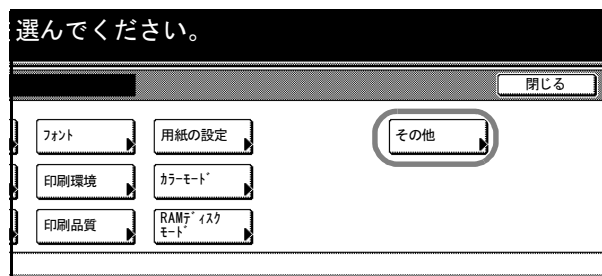 選んでください。
閉じる
フォント
用紙の設定
その他
印刷環境
カラーモード
印刷品質
RAMディスク
モード